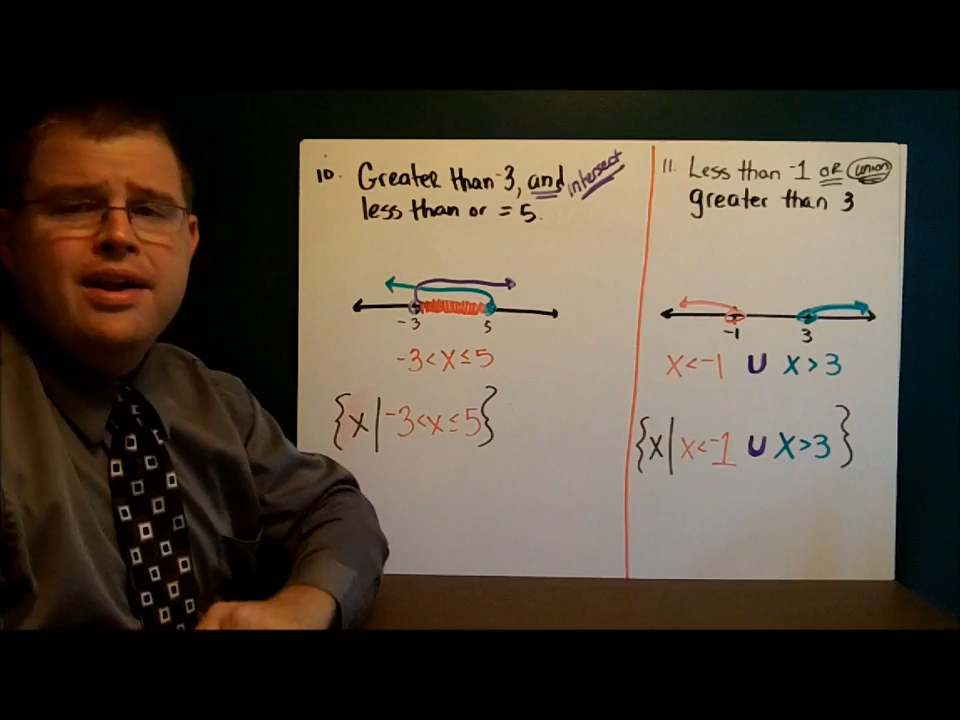 10. Greater than -3, and intersect
less than or = 5.
-3 5
-3 < x ≤ 5
{x | -3 < x ≤ 5}
11. Less than -1 OR union
greater than 3
-1 3
x < -1 ∪ x > 3
{x | x < -1 ∪ x > 3}